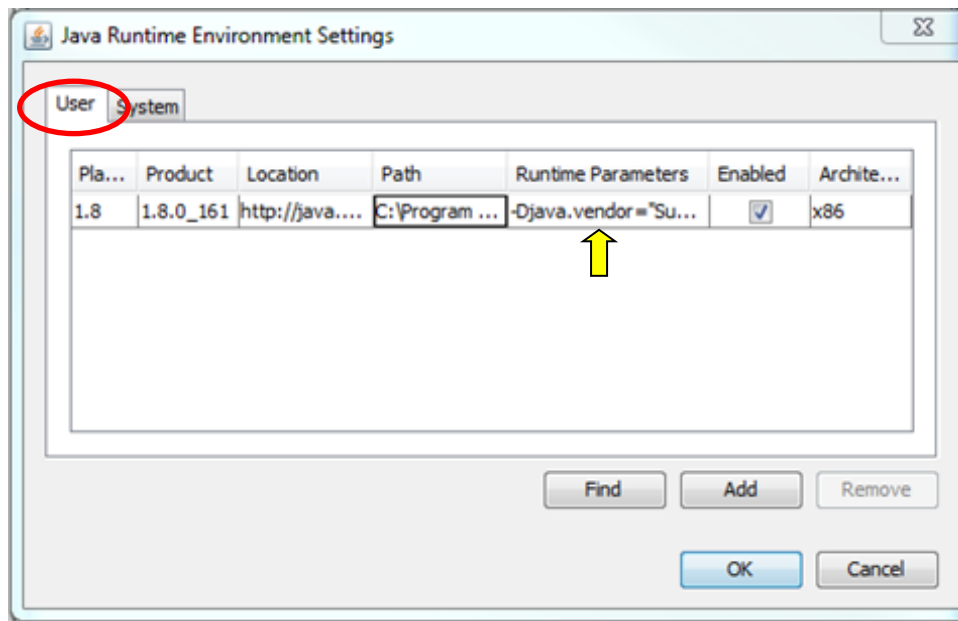 Java Runtime Environment Settings
User System
Pla... Product Location Path Runtime Parameters Enabled Archite...
1.8 1.8.0_161 http://java.... C:\Program ... -Djava.vendor="Su... x86
Find Add Remove
OK Cancel